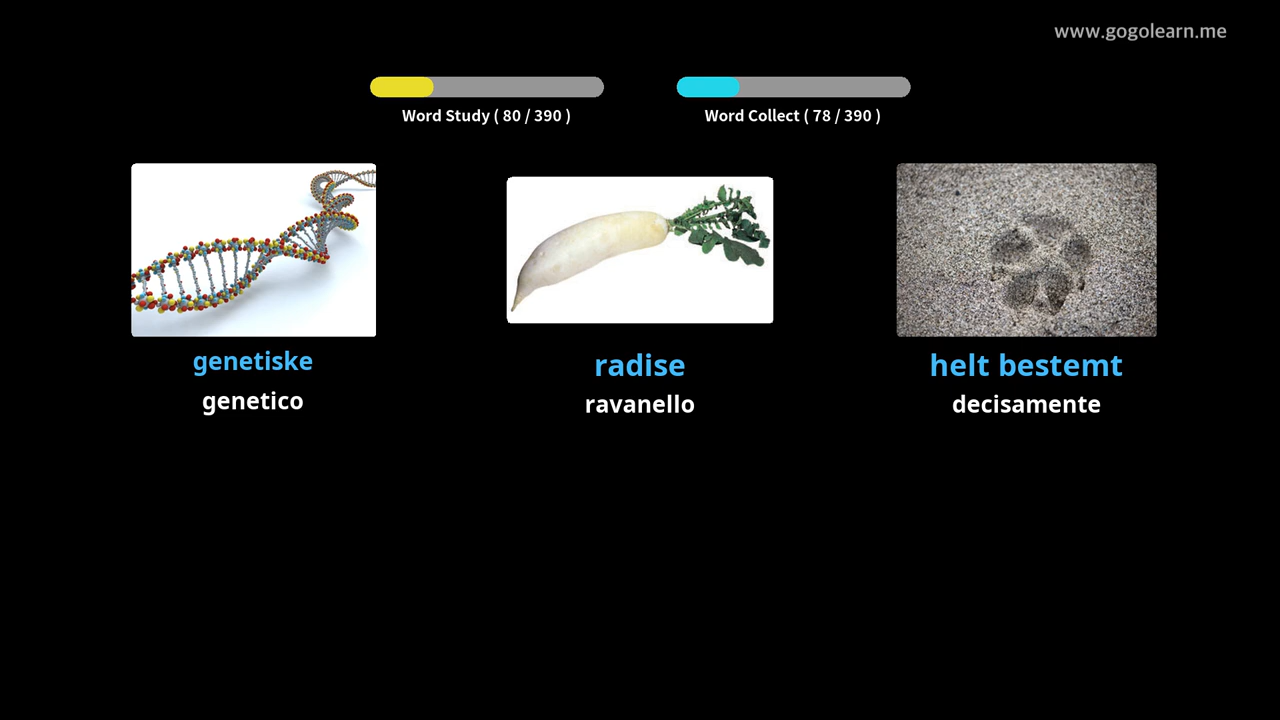 www.gogolearn.me
Word Study ( 80 / 390 )
Word Collect ( 78 / 390 )
genetiske
genetico
radise
ravanello
helt bestemt
decisamente